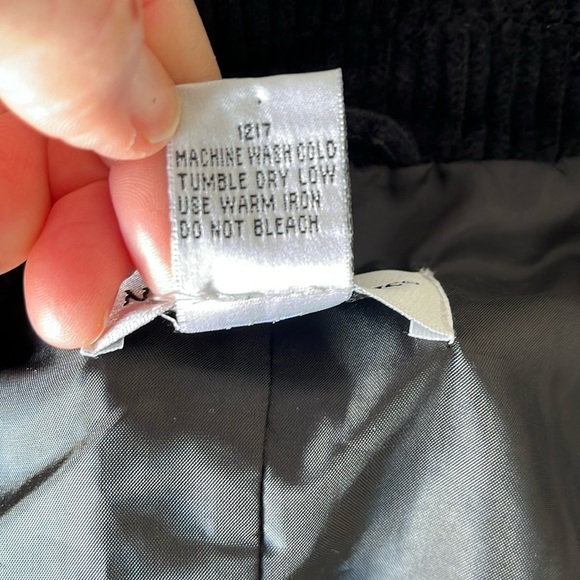 1217
MACHINE WASH COLD
TUMBLE DRY LOW
USE WARM IRON
DO NOT BLEACH